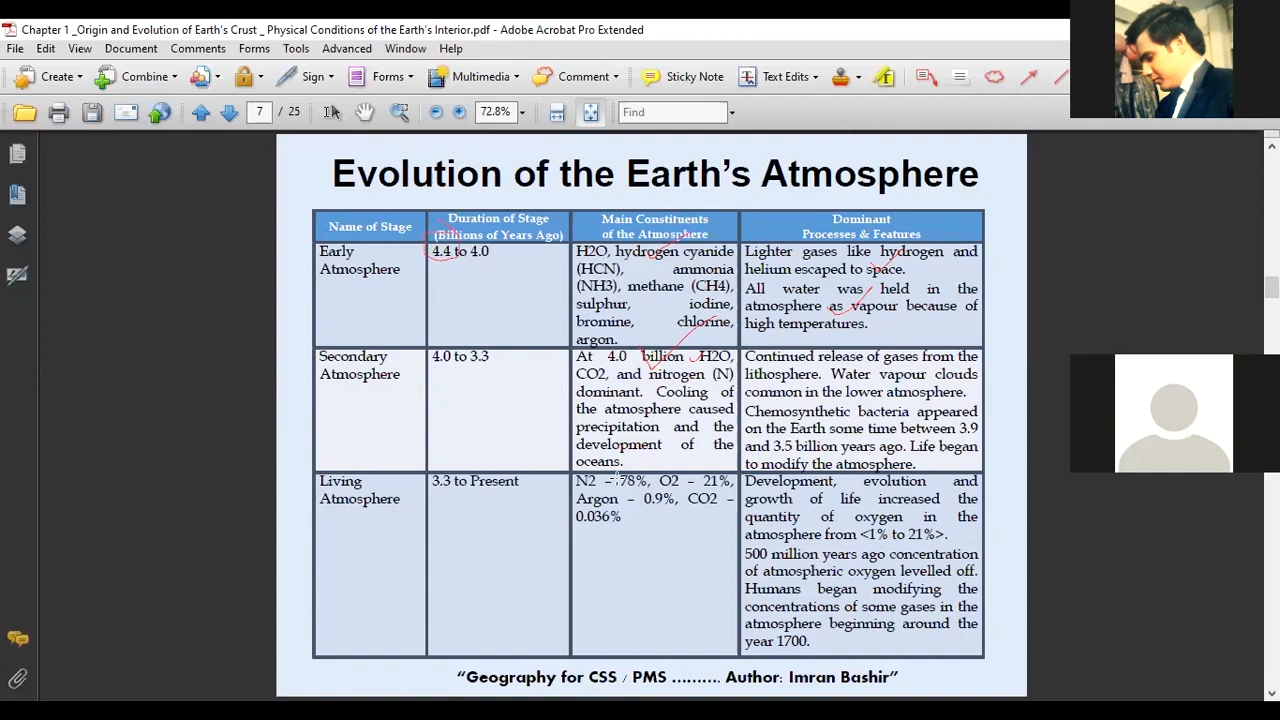 Chapter 1 _Origin and Evolution of Earth's Crust _ Physical Conditions of the Earth's Interior.pdf - Adobe Acrobat Pro Extended
File Edit View Document Comments Forms Tools Advanced Window Help
Create Combine Sign Forms Multimedia Comment Sticky Note Text Edits
7 / 25 72.8% Find
Evolution of the Earth's Atmosphere
Name of Stage
Duration of Stage
(Billions of Years Ago)
Main Constituents
of the Atmosphere
Dominant
Processes & Features
Early
Atmosphere
4.4 to 4.0
H2O, hydrogen cyanide
(HCN), ammonia
(NH3), methane (CH4),
sulphur, iodine,
bromine, chlorine,
argon.
Lighter gases like hydrogen and
helium escaped to space.
All water was held in the
atmosphere as vapour because of
high temperatures.
Secondary
Atmosphere
4.0 to 3.3
At 4.0 billion H2O,
CO2, and nitrogen (N)
dominant. Cooling of
the atmosphere caused
precipitation and the
development of the
oceans.
Continued release of gases from the
lithosphere. Water vapour clouds
common in the lower atmosphere.
Chemosynthetic bacteria appeared
on the Earth some time between 3.9
and 3.5 billion years ago. Life began
to modify the atmosphere.
Living
Atmosphere
3.3 to Present
N2 – 78%, O2 – 21%,
Argon – 0.9%, CO2 –
0.036%
Development, evolution and
growth of life increased the
quantity of oxygen in the
atmosphere from <1% to 21%>.
500 million years ago concentration
of atmospheric oxygen levelled off.
Humans began modifying the
concentrations of some gases in the
atmosphere beginning around the
year 1700.
"Geography for CSS / PMS ......... Author: Imran Bashir"